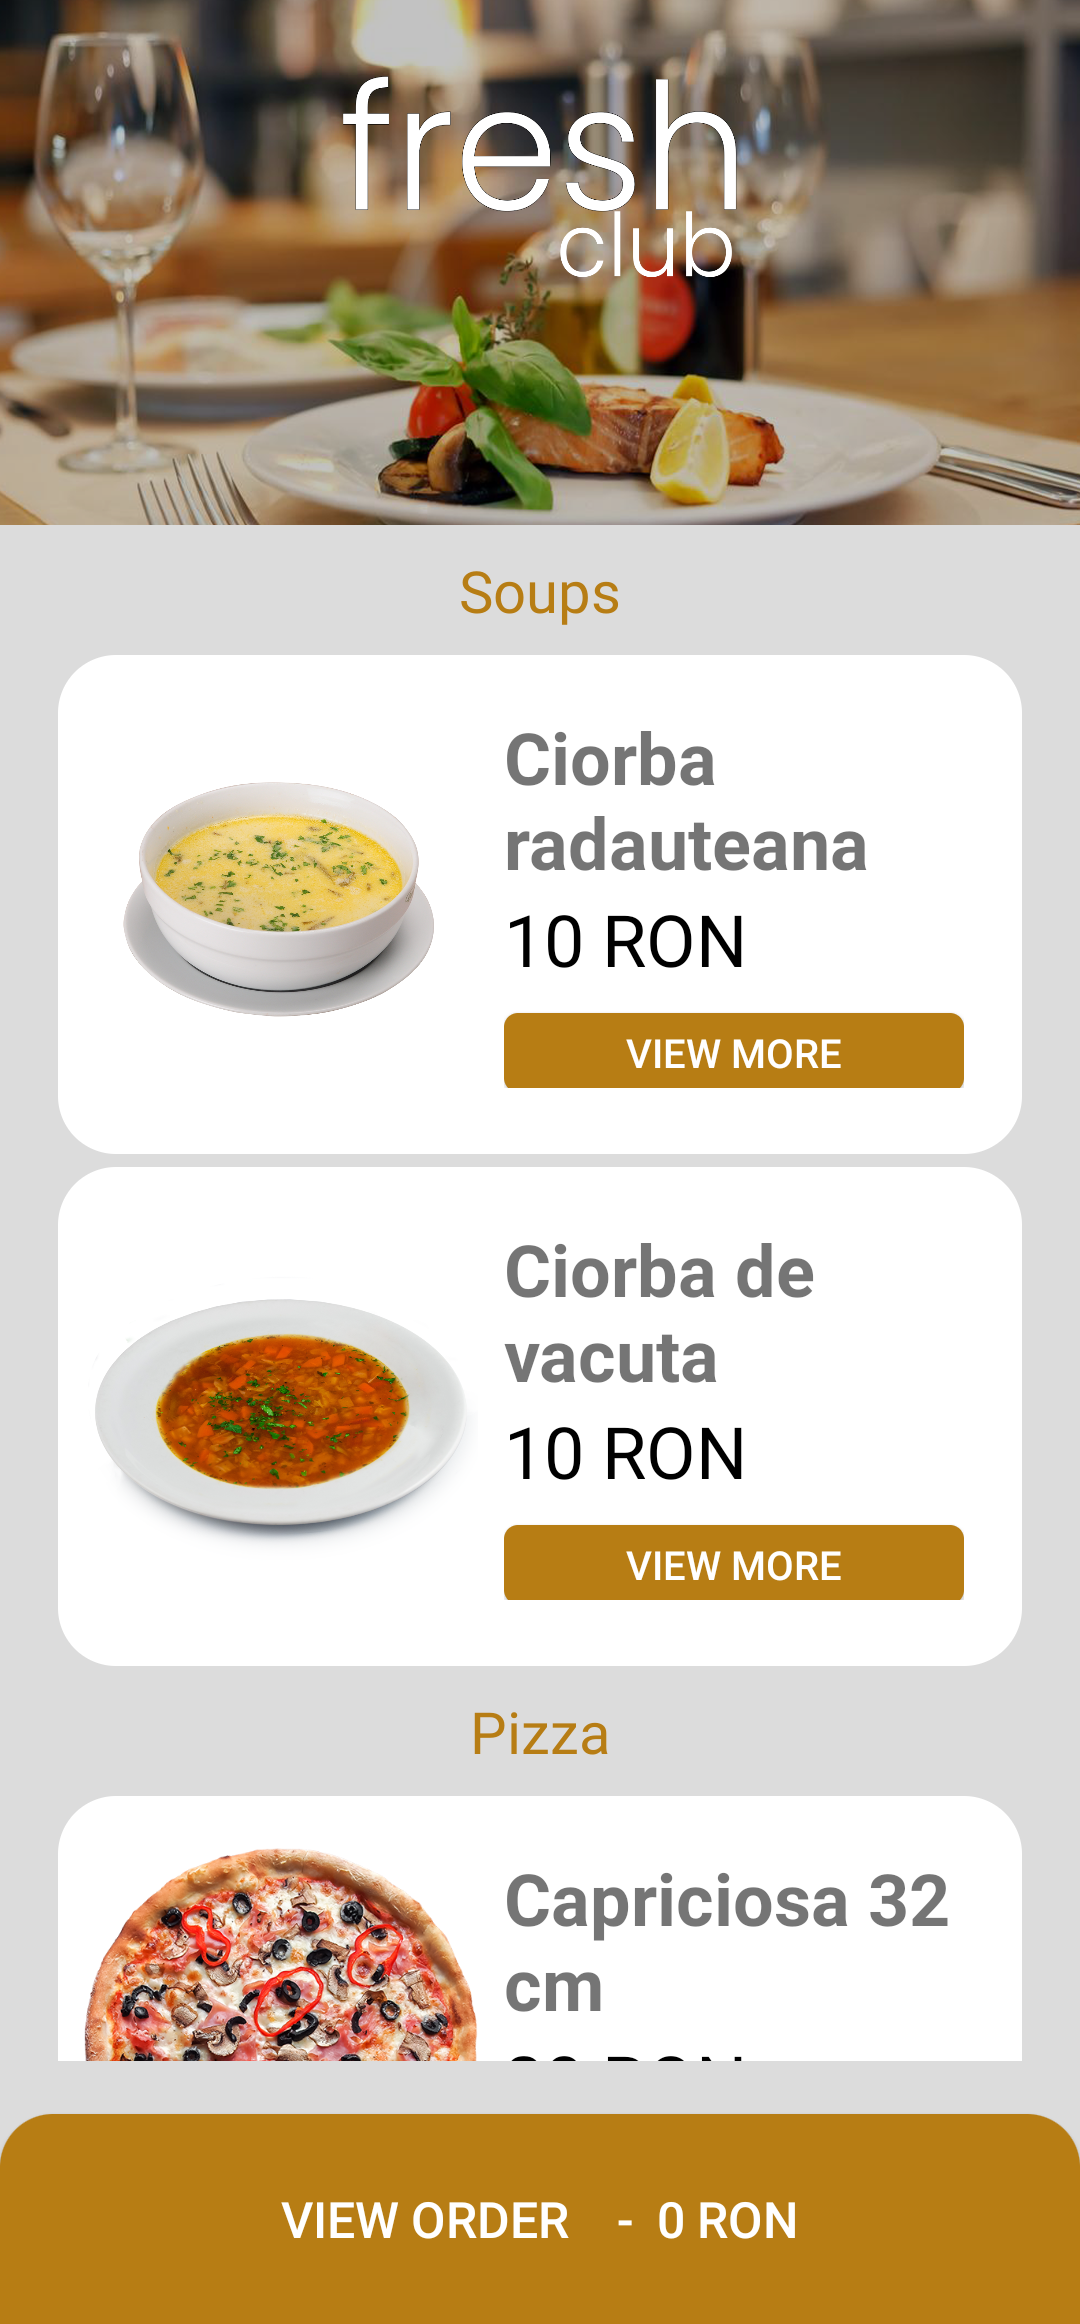 fresh
club
Soups
Ciorba
radauteana
10 RON
VIEW MORE
Ciorba de
vacuta
10 RON
VIEW MORE
Pizza
Capriciosa 32
cm
RON
VIEW ORDER - 0 RON